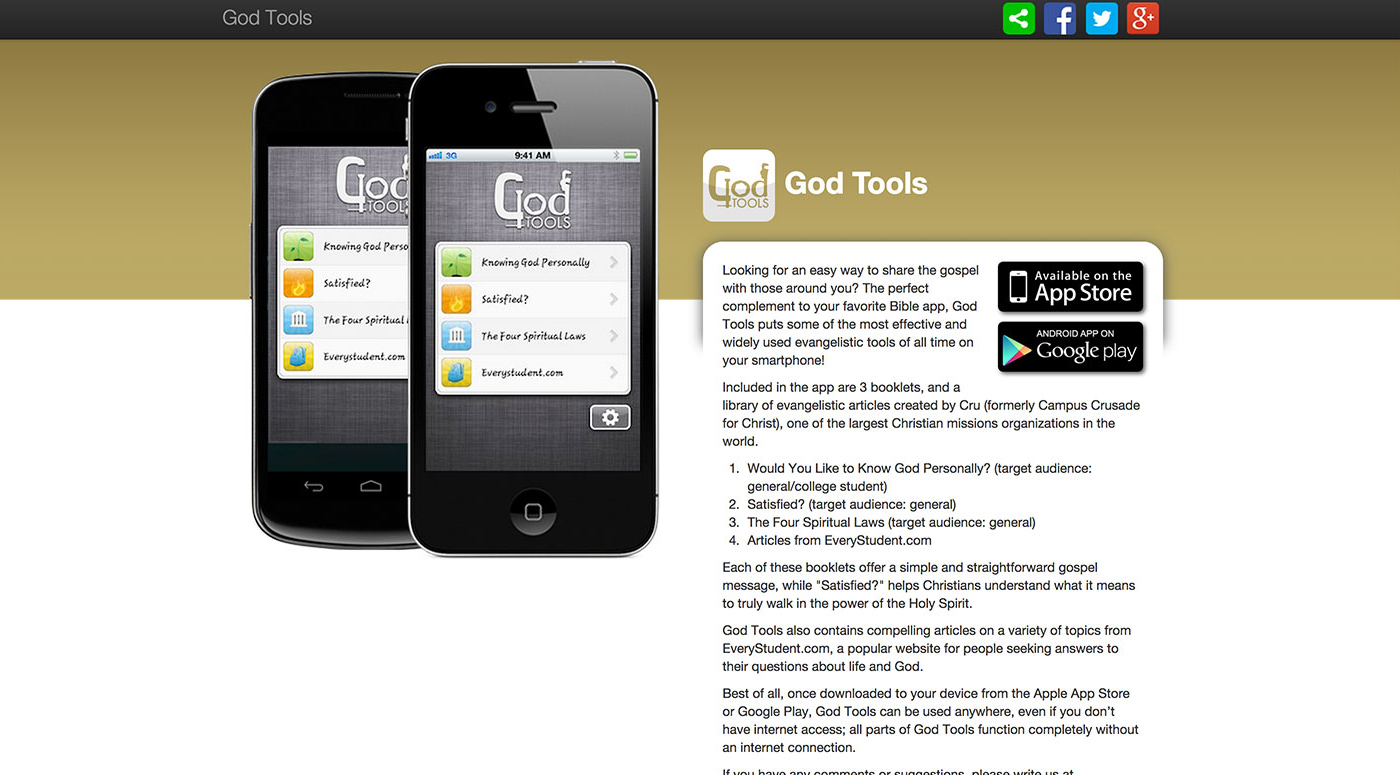 God Tools
God
TOOLS
Knowing God Perso
Satisfied?
The Four Spiritual
Everystudent.com
3G
9:41 AM
God
TOOLS
Knowing God Personally
Satisfied?
The Four Spiritual Laws
Everystudent.com
God
TOOLS
God Tools
Looking for an easy way to share the gospel
with those around you? The perfect
complement to your favorite Bible app, God
Tools puts some of the most effective and
widely used evangelistic tools of all time on
your smartphone!
Available on the
App Store
ANDROID APP ON
Google play
Included in the app are 3 booklets, and a
library of evangelistic articles created by Cru (formerly Campus Crusade
for Christ), one of the largest Christian missions organizations in the
world.
1. Would You Like to Know God Personally? (target audience:
general/college student)
2. Satisfied? (target audience: general)
3. The Four Spiritual Laws (target audience: general)
4. Articles from EveryStudent.com
Each of these booklets offer a simple and straightforward gospel
message, while "Satisfied?" helps Christians understand what it means
to truly walk in the power of the Holy Spirit.
God Tools also contains compelling articles on a variety of topics from
EveryStudent.com, a popular website for people seeking answers to
their questions about life and God.
Best of all, once downloaded to your device from the Apple App Store
or Google Play, God Tools can be used anywhere, even if you don’t
have internet access; all parts of God Tools function completely without
an internet connection.
If you have any comments or suggestions, please write us at